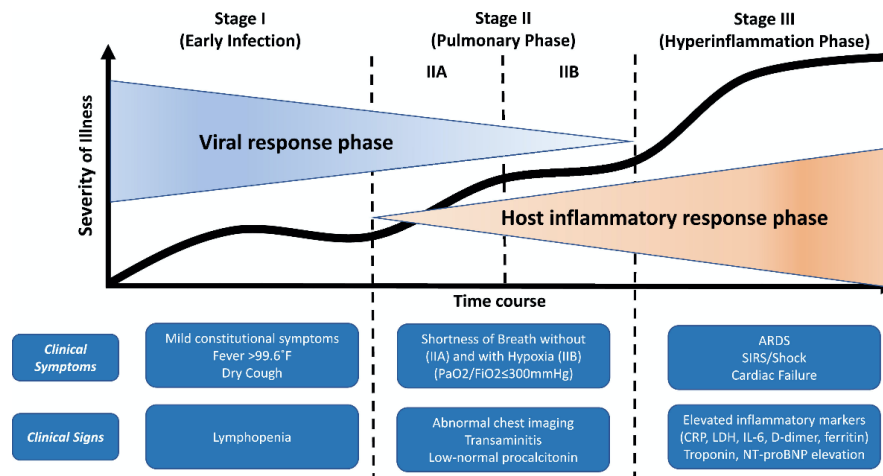 Stage I
(Early Infection)
Stage II
(Pulmonary Phase)
Stage III
(Hyperinflammation Phase)
IIA
IIB
Severity of Illness
Viral response phase
Host inflammatory response phase
Time course
Clinical
Symptoms
Mild constitutional symptoms
Fever >99.6°F
Dry Cough
Shortness of Breath without
(IIA) and with Hypoxia (IIB)
(PaO2/FiO2≤300mmHg)
ARDS
SIRS/Shock
Cardiac Failure
Clinical Signs
Lymphopenia
Abnormal chest imaging
Transaminitis
Low-normal procalcitonin
Elevated inflammatory markers
(CRP, LDH, IL-6, D-dimer, ferritin)
Troponin, NT-proBNP elevation